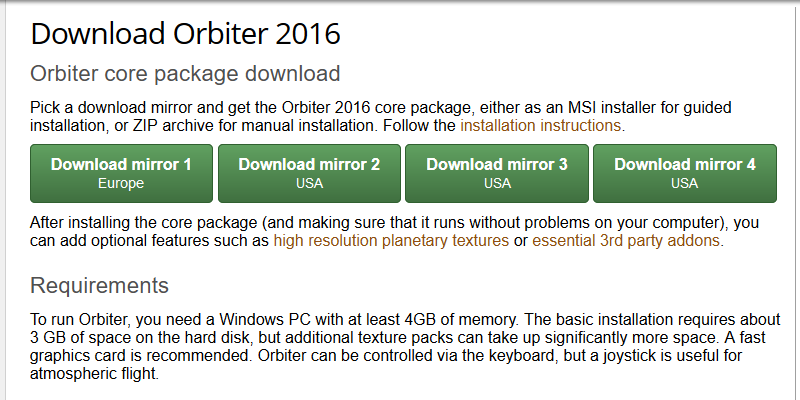 Download Orbiter 2016
Orbiter core package download
Pick a download mirror and get the Orbiter 2016 core package, either as an MSI installer for guided
installation, or ZIP archive for manual installation. Follow the installation instructions.
Download mirror 1 Download mirror 2 Download mirror 3 Download mirror 4
Europe USA USA USA
After installing the core package (and making sure that it runs without problems on your computer), you
can add optional features such as high resolution planetary textures or essential 3rd party addons.
Requirements
To run Orbiter, you need a Windows PC with at least 4GB of memory. The basic installation requires about
3 GB of space on the hard disk, but additional texture packs can take up significantly more space. A fast
graphics card is recommended. Orbiter can be controlled via the keyboard, but a joystick is useful for
atmospheric flight.